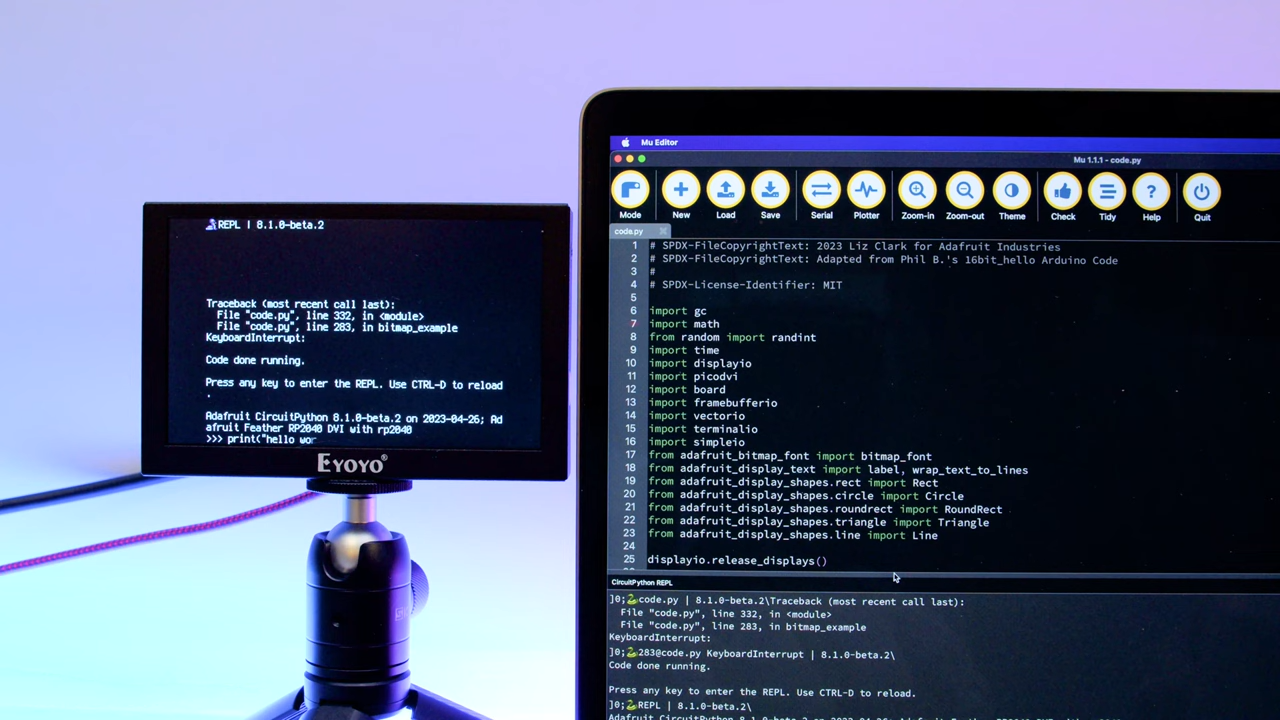 REPL | 8.1.0-beta.2
Traceback (most recent call last):
File "code.py", line 332, in <module>
File "code.py", line 283, in bitmap_example
KeyboardInterrupt:
Code done running.
Press any key to enter the REPL. Use CTRL-D to reload
.
Adafruit CircuitPython 8.1.0-beta.2 on 2023-04-26; Ad
afruit Feather RP2040 DVI with rp2040
>>> print("hello wor
EYOYO®
Mu Editor
Mu 1.1.1 - code.py
Mode New Load Save Serial Plotter Zoom-in Zoom-out Theme Check Tidy Help Quit
code.py
1 # SPDX-FileCopyrightText: 2023 Liz Clark for Adafruit Industries
2 # SPDX-FileCopyrightText: Adapted from Phil B.'s 16bit_hello Arduino Code
3 #
4 # SPDX-License-Identifier: MIT
5
6 import gc
7 import math
8 from random import randint
9 import time
10 import displayio
11 import picodvi
12 import board
13 import framebufferio
14 import vectorio
15 import terminalio
16 import simpleio
17 from adafruit_bitmap_font import bitmap_font
18 from adafruit_display_text import label, wrap_text_to_lines
19 from adafruit_display_shapes.rect import Rect
20 from adafruit_display_shapes.circle import Circle
21 from adafruit_display_shapes.roundrect import RoundRect
22 from adafruit_display_shapes.triangle import Triangle
23 from adafruit_display_shapes.line import Line
24
25 displayio.release_displays()
CircuitPython REPL
]0;🐍code.py | 8.1.0-beta.2\Traceback (most recent call last):
File "code.py", line 332, in <module>
File "code.py", line 283, in bitmap_example
KeyboardInterrupt:
]0;🐍283@code.py KeyboardInterrupt | 8.1.0-beta.2\
Code done running.
Press any key to enter the REPL. Use CTRL-D to reload.
]0;🐍REPL | 8.1.0-beta.2\